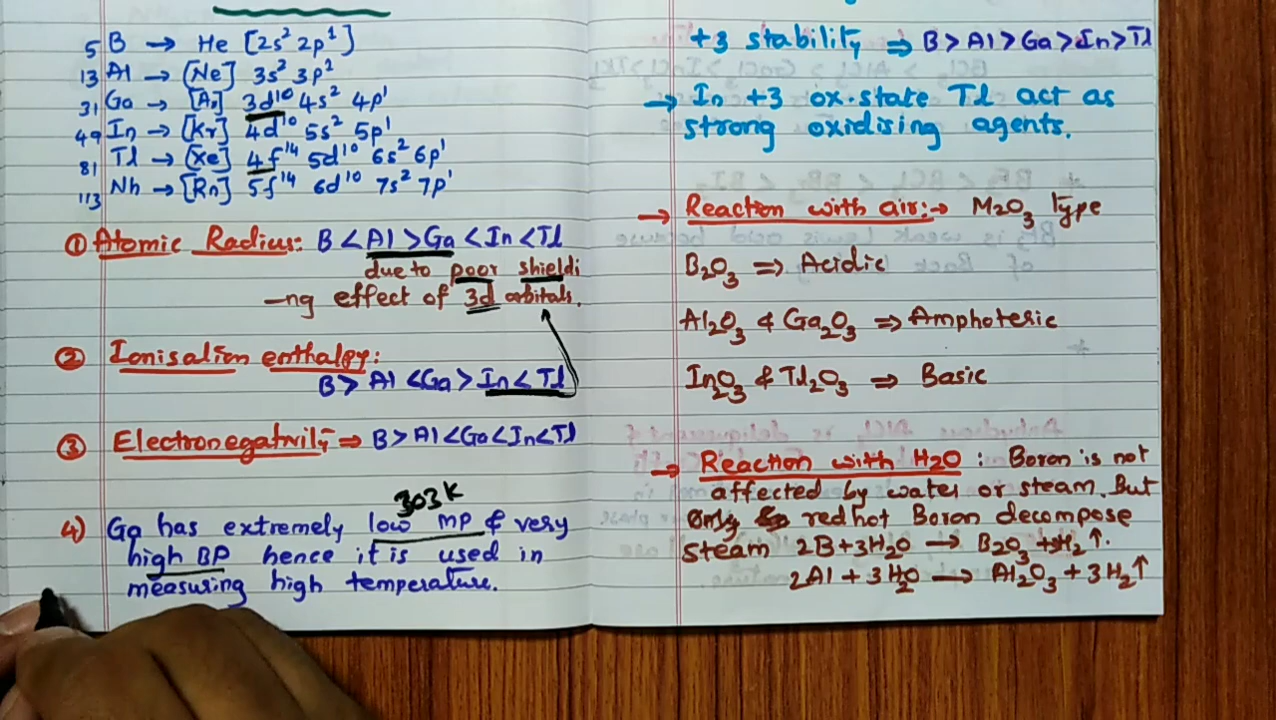 5 B → He [2s² 2p¹]
13 Al → [Ne] 3s² 3p¹
31 Ga → [Ar] 3d¹⁰ 4s² 4p¹
49 In → [Kr] 4d¹⁰ 5s² 5p¹
81 Tl → [Xe] 4f¹⁴ 5d¹⁰ 6s² 6p¹
113 Nh → [Rn] 5f¹⁴ 6d¹⁰ 7s² 7p¹
① Atomic Radius: B < Al > Ga < In < Tl
due to poor shieldi
-ng effect of 3d orbitals.
② Ionisation enthalpy:
B > Al < Ga > In < Tl
③ Electronegativity ⇒ B > Al < Ga < In < Tl
303 K
4) Ga has extremely low MP & very
high BP hence it is used in
measuring high temperature.
+3 stability ⇒ B > Al > Ga > In > Tl
→ In +3 ox. state Tl act as
strong oxidising agents.
→ Reaction with air:→ M2O3 type
B2O3 ⇒ Acidic
Al2O3 & Ga2O3 ⇒ Amphoteric
In2O3 & Tl2O3 ⇒ Basic
→ Reaction with H2O : Boron is not
affected by water or steam. But
Only red hot Boron decompose
steam 2B + 3H2O → B2O3 + 3H2 ↑.
2Al + 3H2O → Al2O3 + 3H2 ↑